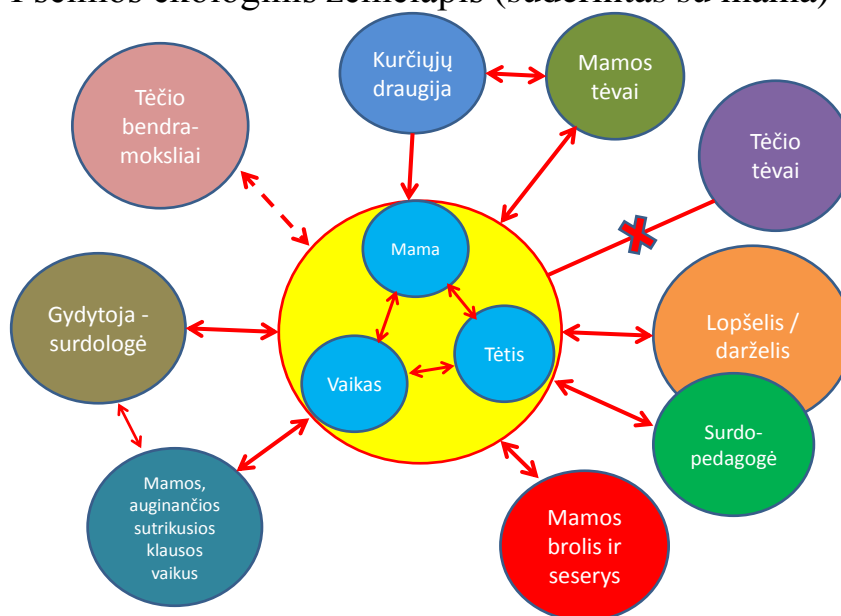 I šeimos ekologinis žemėlapis (suderintas su mama)
Kurčiųjų
draugija
Mamos
tėvai
Tėčio
bendra-
moksliai
Tėčio
tėvai
Mama
Gydytoja -
surdologė
Lopšelis /
darželis
Tėtis
Vaikas
Surdo-
pedagogė
Mamos,
auginančios
sutrikusios
klausos
vaikus
Mamos
brolis ir
seserys